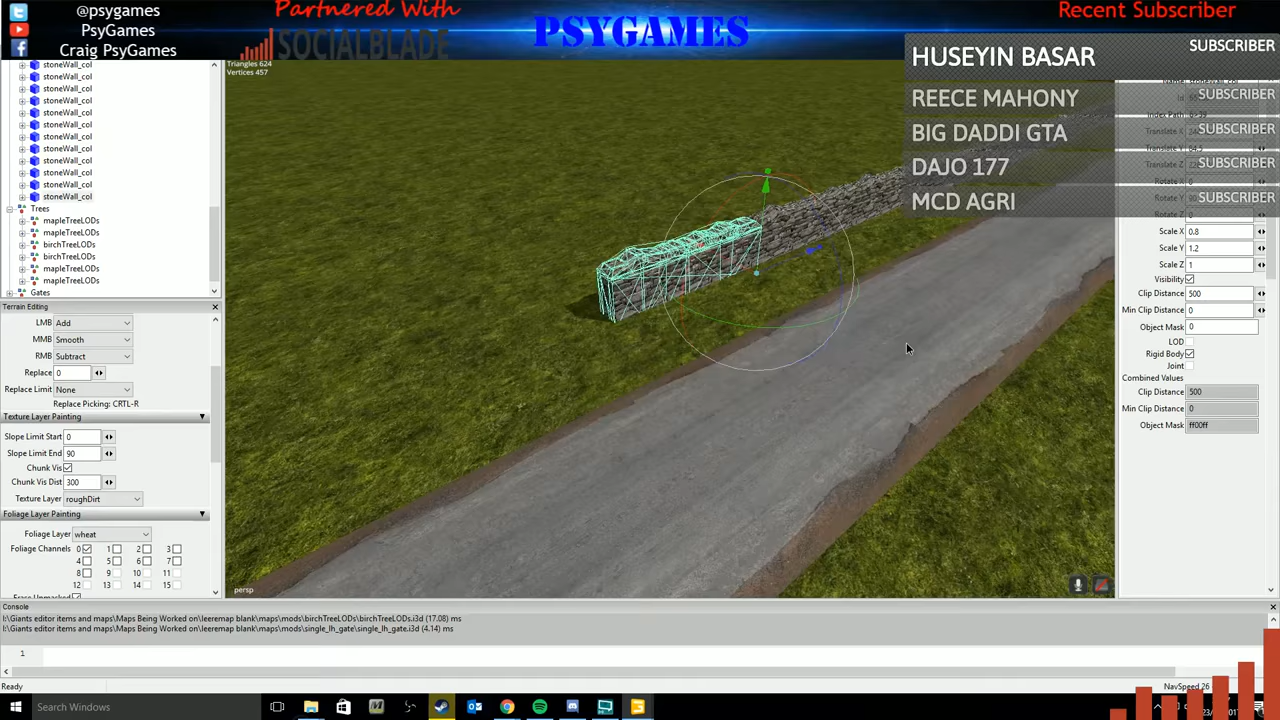 @psygames
PsyGames
Craig PsyGames
Partnered With
SOCIALBLADE
PSYGAMES
Recent Subscriber
HUSEYIN BASAR SUBSCRIBER
REECE MAHONY SUBSCRIBER
BIG DADDI GTA SUBSCRIBER
DAJO 177 SUBSCRIBER
MCD AGRI SUBSCRIBER
Triangles 624
Vertices 457
stoneWall_col
stoneWall_col
stoneWall_col
stoneWall_col
stoneWall_col
stoneWall_col
stoneWall_col
stoneWall_col
stoneWall_col
stoneWall_col
stoneWall_col
stoneWall_col
Trees
mapleTreeLODs
mapleTreeLODs
birchTreeLODs
birchTreeLODs
mapleTreeLODs
mapleTreeLODs
Gates
Terrain Editing
LMB Add
MMB Smooth
RMB Subtract
Replace 0
Replace Limit None
Replace Picking: CRTL-R
Texture Layer Painting
Slope Limit Start 0
Slope Limit End 90
Chunk Vis
Chunk Vis Dist 300
Texture Layer roughDirt
Foliage Layer Painting
Foliage Layer wheat
Foliage Channels 0 1 2 3
4 5 6 7
8 9 10 11
12 13 14 15
persp
Scale X 0.8
Scale Y 1.2
Scale Z 1
Visibility
Clip Distance 500
Min Clip Distance 0
Object Mask 0
LOD
Rigid Body
Joint
Combined Values
Clip Distance 500
Min Clip Distance 0
Object Mask ff00ff
Console
I:\Giants editor items and maps\Maps Being Worked on\leeremap blank\maps\mods\birchTreeLODs\birchTreeLODs.i3d (17.08) ms
I:\Giants editor items and maps\Maps Being Worked on\leeremap blank\maps\mods\single_lh_gate\single_lh_gate.i3d (4.14) ms
1
Ready
NavSpeed 26
Search Windows